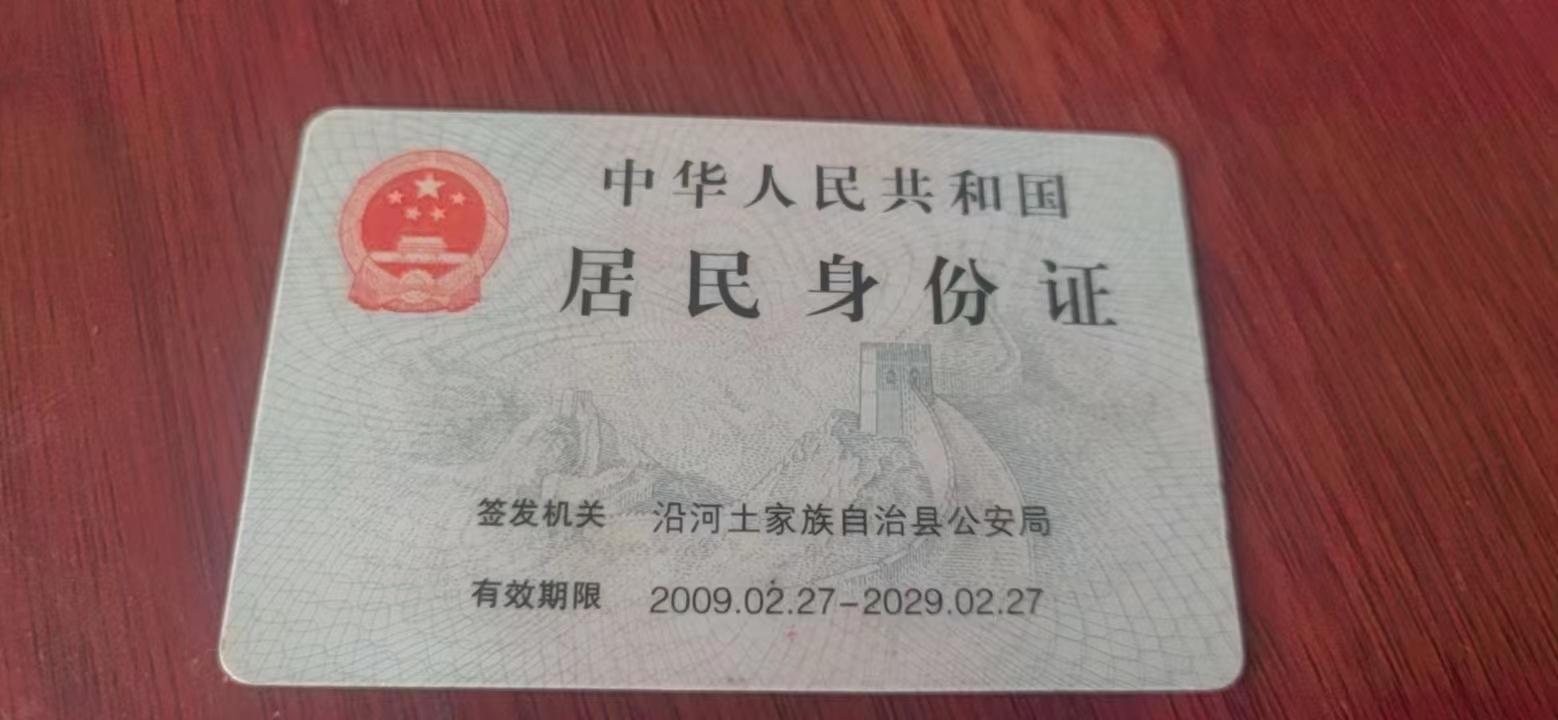 中华人民共和国
居民身份证
签发机关 沿河土家族自治县公安局
有效期限 2009.02.27-2029.02.27